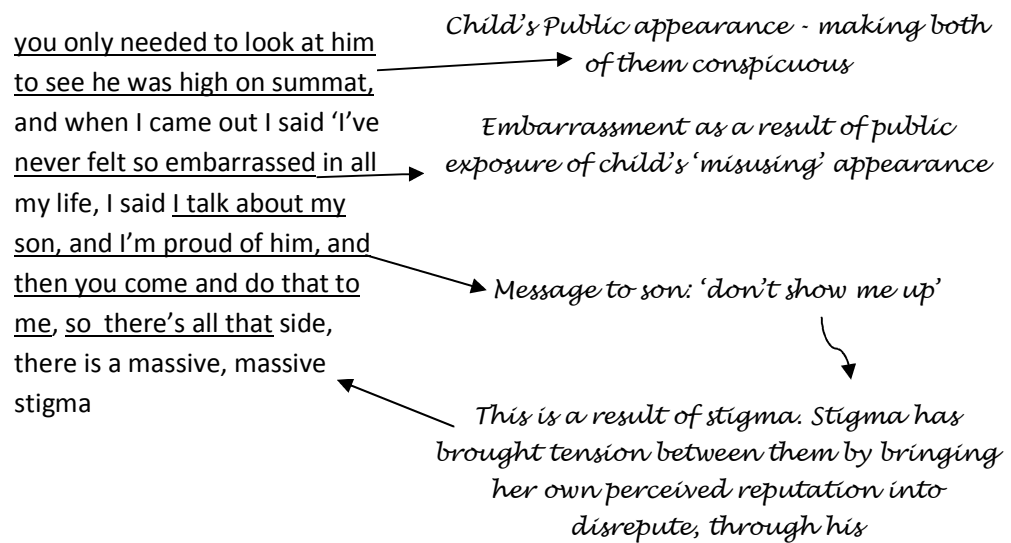 you only needed to look at him
to see he was high on summat,
and when I came out I said ‘I’ve
never felt so embarrassed in all
my life, I said I talk about my
son, and I’m proud of him, and
then you come and do that to
me, so  there’s all that side,
there is a massive, massive
stigma
Child’s Public appearance - making both
of them conspicuous
Embarrassment as a result of public
exposure of child’s ‘misusing’ appearance
Message to son: ‘don’t show me up’
This is a result of stigma. Stigma has
brought tension between them by bringing
her own perceived reputation into
disrepute, through his